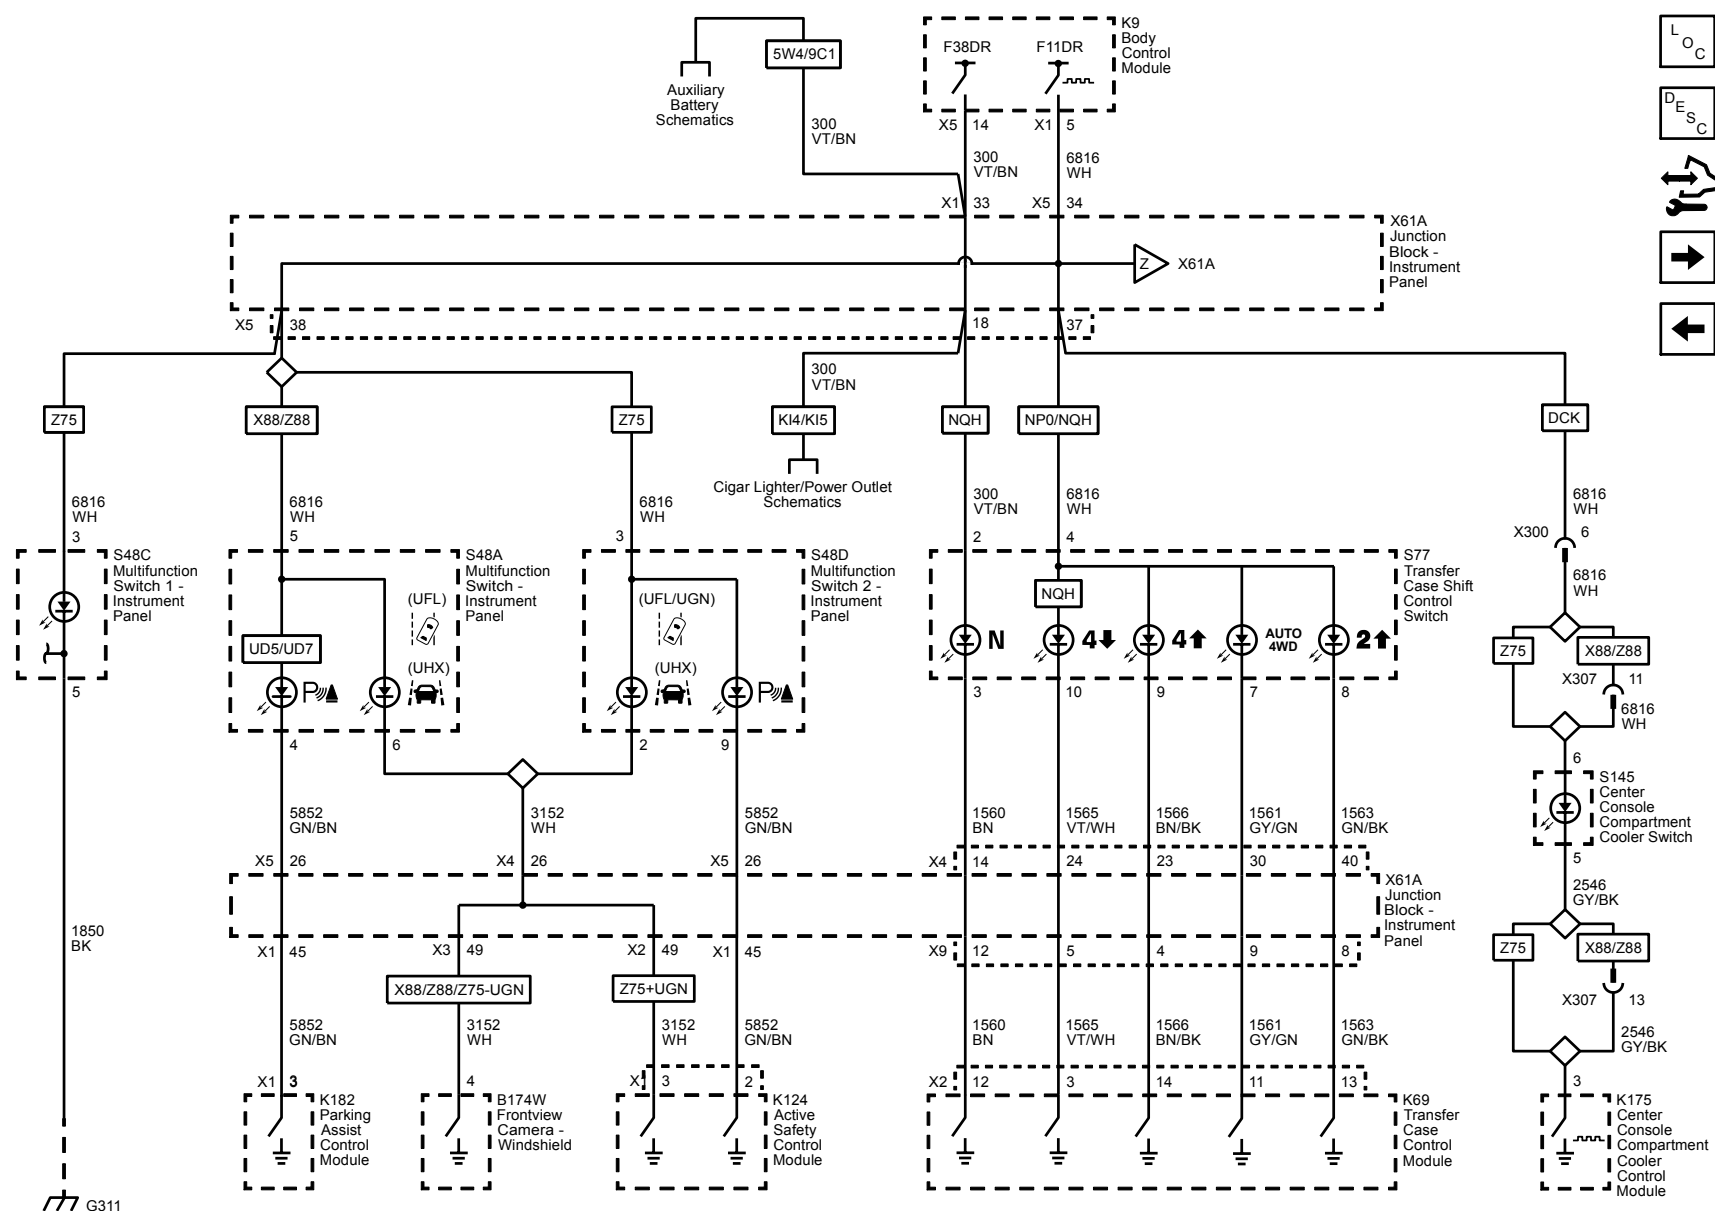 K9
Body
Control
Module
F38DR
F11DR
5W4/9C1
Auxiliary
Battery
Schematics
300
VT/BN
X5 14
X1 5
300
VT/BN
6816
WH
X1 33
X5 34
L
O
C
D
E
S
C
X61A
Junction
Block -
Instrument
Panel
Z
X61A
X5 38
18
37
300
VT/BN
Z75
X88/Z88
Z75
KI4/KI5
NQH
NP0/NQH
DCK
Cigar Lighter/Power Outlet
Schematics
6816
WH
6816
WH
6816
WH
300
VT/BN
6816
WH
6816
WH
3
5
3
2
4
X300 6
6816
WH
S48C
Multifunction
Switch 1 -
Instrument
Panel
S48A
Multifunction
Switch -
Instrument
Panel
S48D
Multifunction
Switch 2 -
Instrument
Panel
S77
Transfer
Case Shift
Control
Switch
(UFL)
(UFL/UGN)
NQH
UD5/UD7
(UHX)
(UHX)
P
P
N
4
4
AUTO
4WD
2
Z75
X88/Z88
X307 11
6816
WH
5
4
6
2
9
3
10
9
7
8
6
S145
Center
Console
Compartment
Cooler Switch
5
5852
GN/BN
3152
WH
5852
GN/BN
1560
BN
1565
VT/WH
1566
BN/BK
1561
GY/GN
1563
GN/BK
X5 26
X4 26
X5 26
X4 14
24
23
30
40
2546
GY/BK
X61A
Junction
Block -
Instrument
Panel
1850
BK
X1 45
X3 49
X2 49
X1 45
X9 12
5
4
9
8
Z75
X88/Z88
X88/Z88/Z75-UGN
Z75+UGN
X307 13
5852
GN/BN
3152
WH
3152
WH
5852
GN/BN
1560
BN
1565
VT/WH
1566
BN/BK
1561
GY/GN
1563
GN/BK
2546
GY/BK
X1 3
4
X1 3
2
X2 12
3
14
11
13
3
K182
Parking
Assist
Control
Module
B174W
Frontview
Camera -
Windshield
K124
Active
Safety
Control
Module
K69
Transfer
Case
Control
Module
K175
Center
Console
Compartment
Cooler
Control
Module
G311